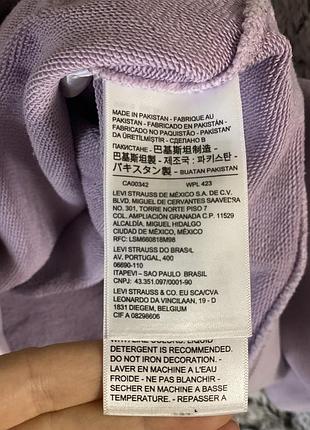 MADE IN PAKISTAN - FABRIQUE AU
PAKISTAN - FABRICADO EN PAKISTÁN -
FABRICADO NO PAQUISTÃO - PAKISTAN'
DA ÜRETİLMİŞTİR - СДЕЛАНО В
ПАКИСТАНЕ - 巴基斯坦制造 -
巴基斯坦製 - 제조국 : 파키스탄 -
パキスタン製 - BUATAN PAKISTAN
CA00342 WPL 423
LEVI STRAUSS DE MÉXICO S.A. DE C.V.
BLVD. MIGUEL DE CERVANTES SAAVEDRA
NO. 301, TORRE NORTE PISO 7
COL. AMPLIACIÓN GRANADA C.P. 11529
ALCALDÍA, MIGUEL HIDALGO
CIUDAD DE MÉXICO, MÉXICO
RFC: LSM660818M98
LEVI STRAUSS DO BRASIL
AV. PORTUGAL, 400
06690-110
ITAPEVI - SAO PAULO BRASIL
CNPJ: 43.351.097/0001-90
LEVI STRAUSS & CO. EU SCA/CVA
LEONARDO DA VINCILAAN, 19 - D
1831 DIEGEM, BELGIUM
CIF A 08298606
WITH LIKE COLORS. LIQUID
DETERGENT IS RECOMMENDED.
DO NOT IRON DECORATION. -
LAVER EN MACHINE A L'EAU
FROIDE - NE PAS BLANCHIR -
SECHER EN MACHINE A BASSE
TEMPERATURE. - REPASSER A